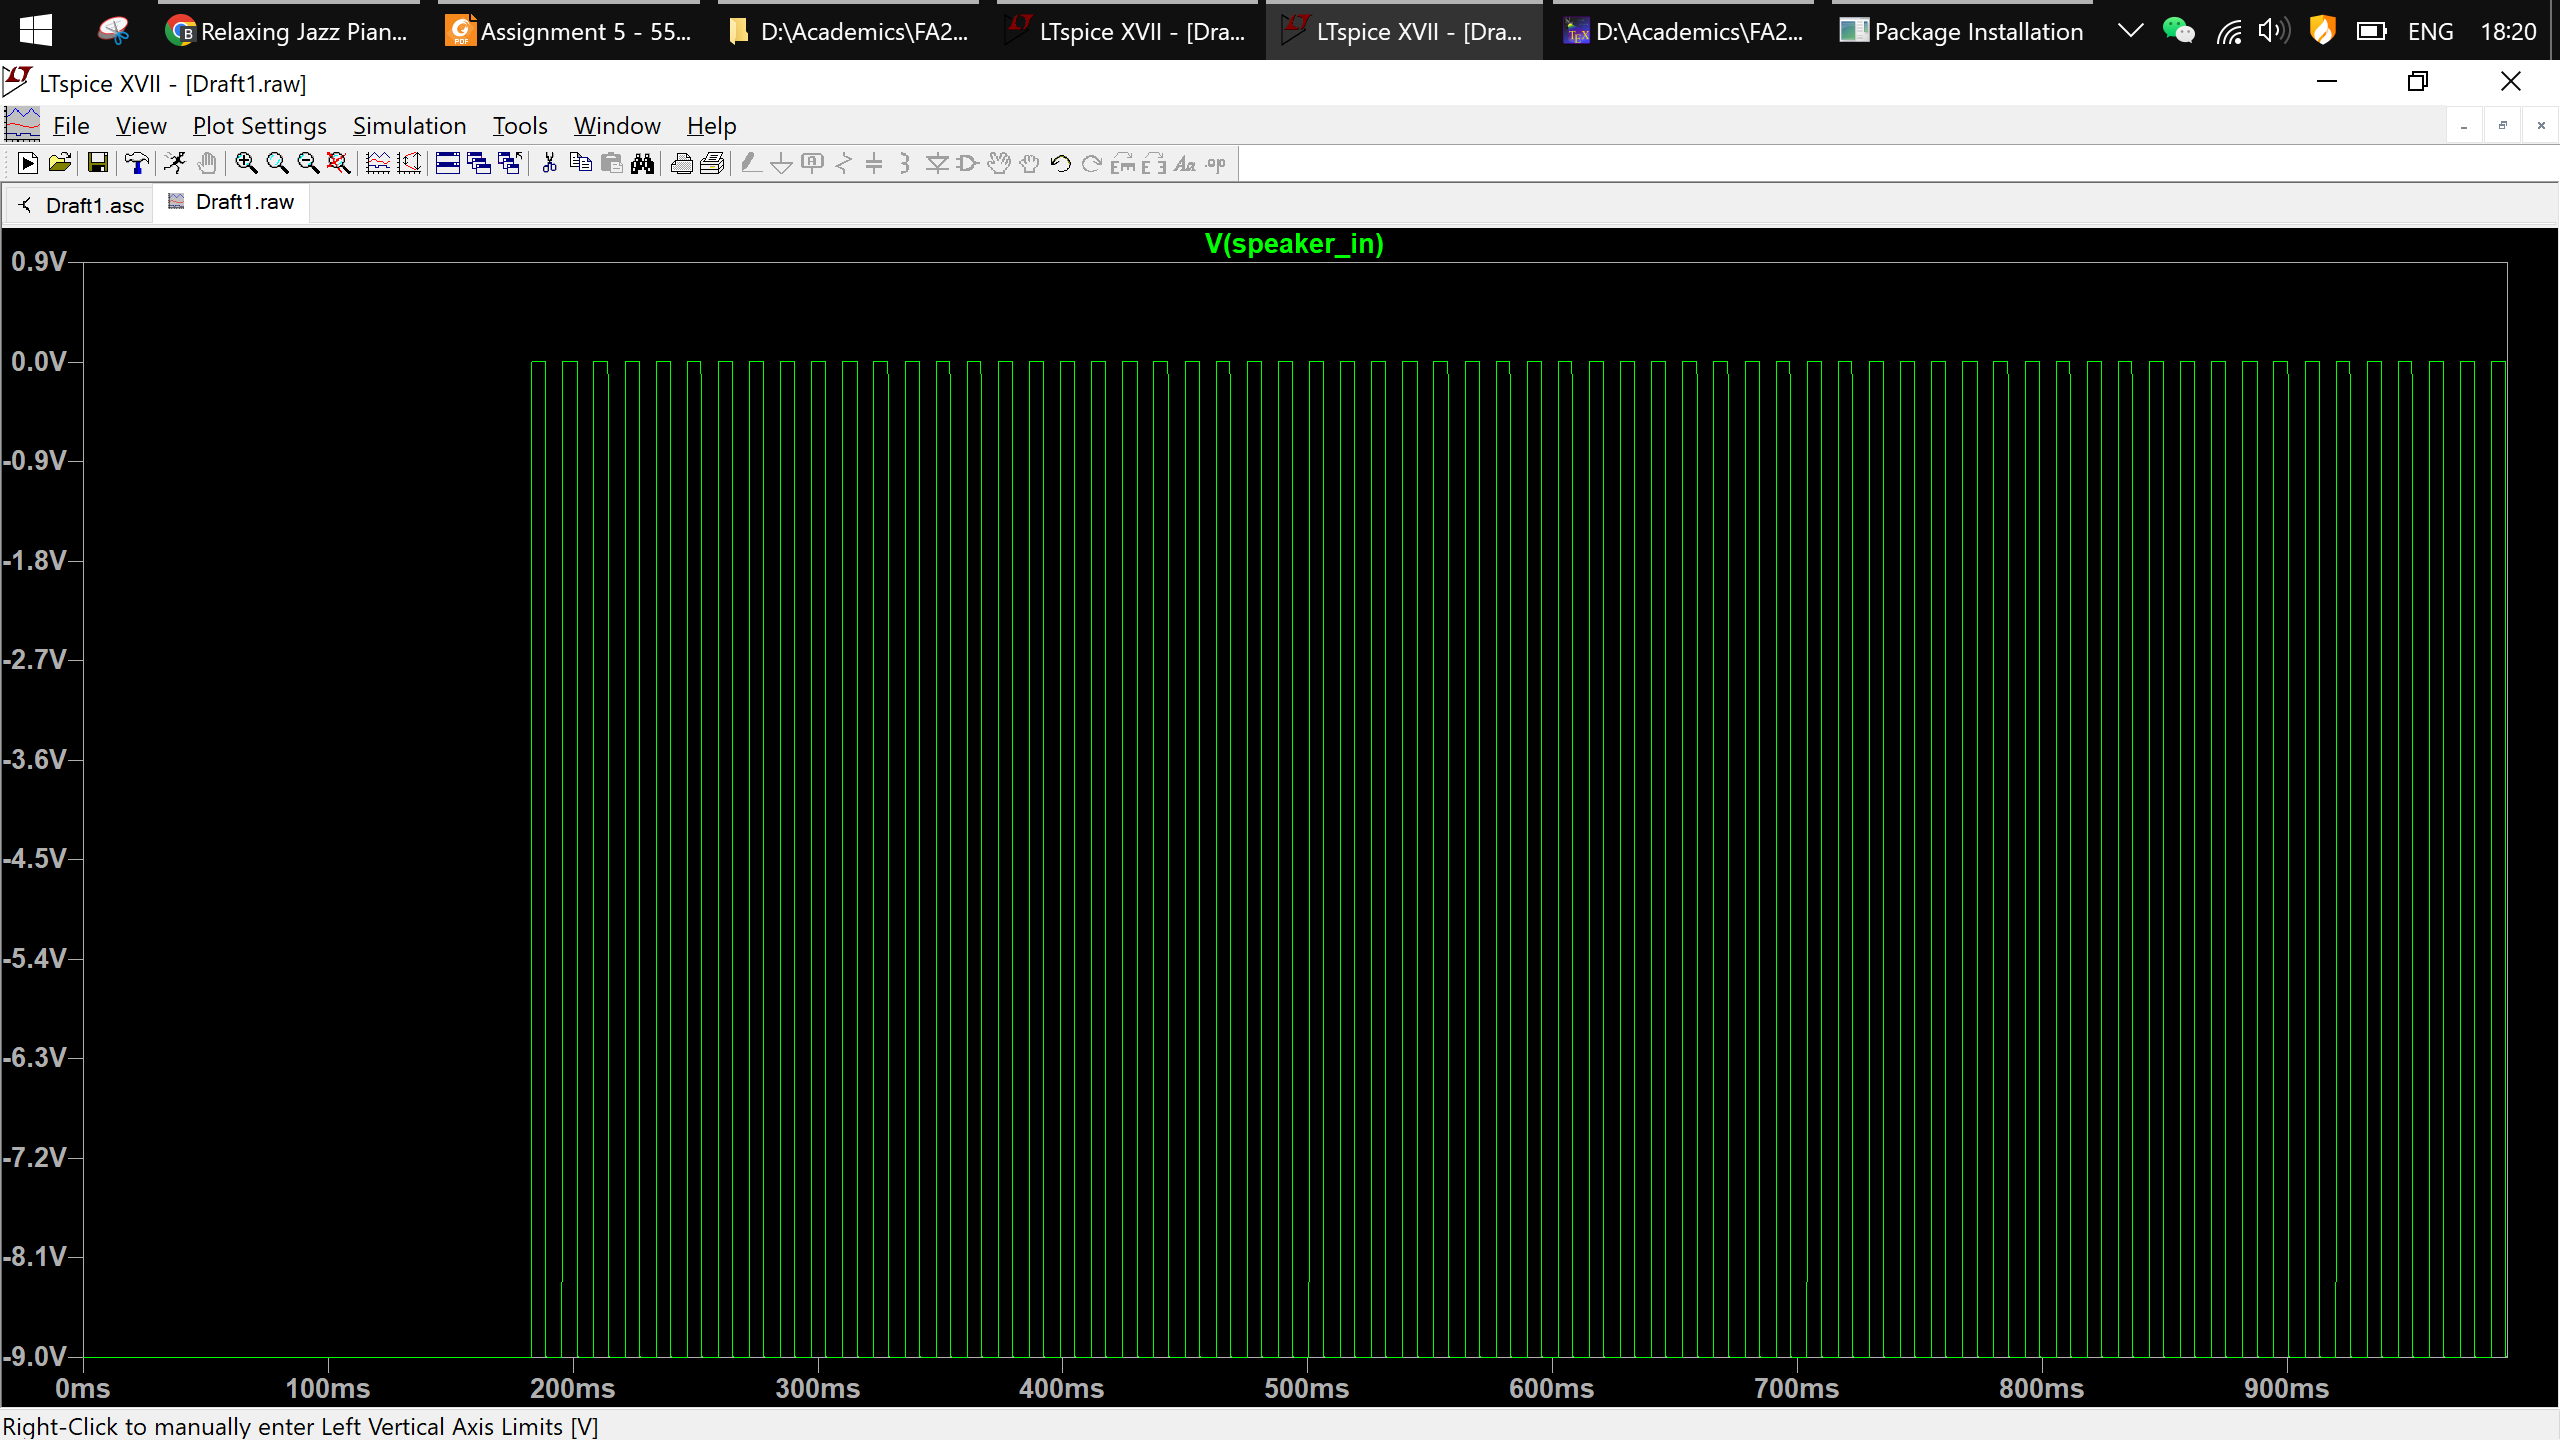 Relaxing Jazz Pian... Assignment 5 - 55... D:\Academics\FA2... LTspice XVII - [Dra... LTspice XVII - [Dra... D:\Academics\FA2... Package Installation ENG 18:20
LTspice XVII - [Draft1.raw]
File View Plot Settings Simulation Tools Window Help
Draft1.asc Draft1.raw
V(speaker_in)
0.9V
0.0V
-0.9V
-1.8V
-2.7V
-3.6V
-4.5V
-5.4V
-6.3V
-7.2V
-8.1V
-9.0V
0ms 100ms 200ms 300ms 400ms 500ms 600ms 700ms 800ms 900ms
Right-Click to manually enter Left Vertical Axis Limits [V]